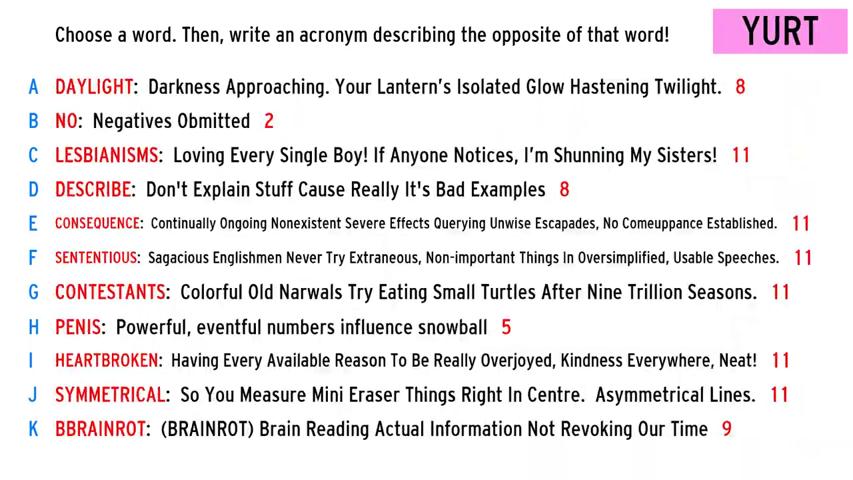 Choose a word. Then, write an acronym describing the opposite of that word!
YURT
A DAYLIGHT: Darkness Approaching. Your Lantern's Isolated Glow Hastening Twilight. 8
B NO: Negatives Obmitted 2
C LESBIANISMS: Loving Every Single Boy! If Anyone Notices, I'm Shunning My Sisters! 11
D DESCRIBE: Don't Explain Stuff Cause Really It's Bad Examples 8
E CONSEQUENCE: Continually Ongoing Nonexistent Severe Effects Querying Unwise Escapades, No Comeuppance Established. 11
F SENTENTIOUS: Sagacious Englishmen Never Try Extraneous, Non-important Things In Oversimplified, Usable Speeches. 11
G CONTESTANTS: Colorful Old Narwals Try Eating Small Turtles After Nine Trillion Seasons. 11
H PENIS: Powerful, eventful numbers influence snowball 5
I HEARTBROKEN: Having Every Available Reason To Be Really Overjoyed, Kindness Everywhere, Neat! 11
J SYMMETRICAL: So You Measure Mini Eraser Things Right In Centre. Asymmetrical Lines. 11
K BBRAINROT: (BRAINROT) Brain Reading Actual Information Not Revoking Our Time 9